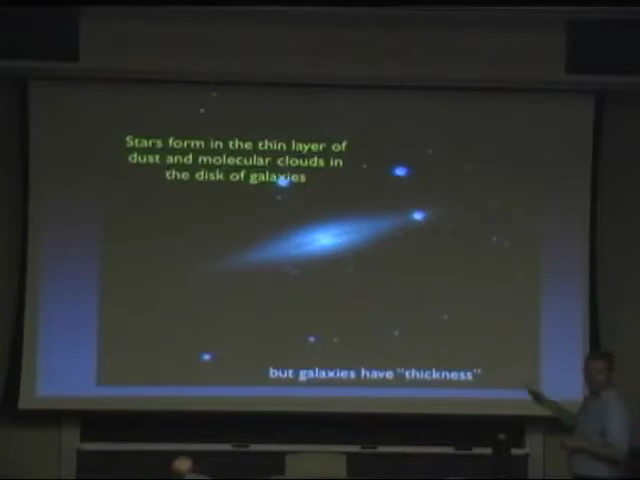 Stars form in the thin layer of
dust and molecular clouds in
the disk of galaxies
but galaxies have "thickness"